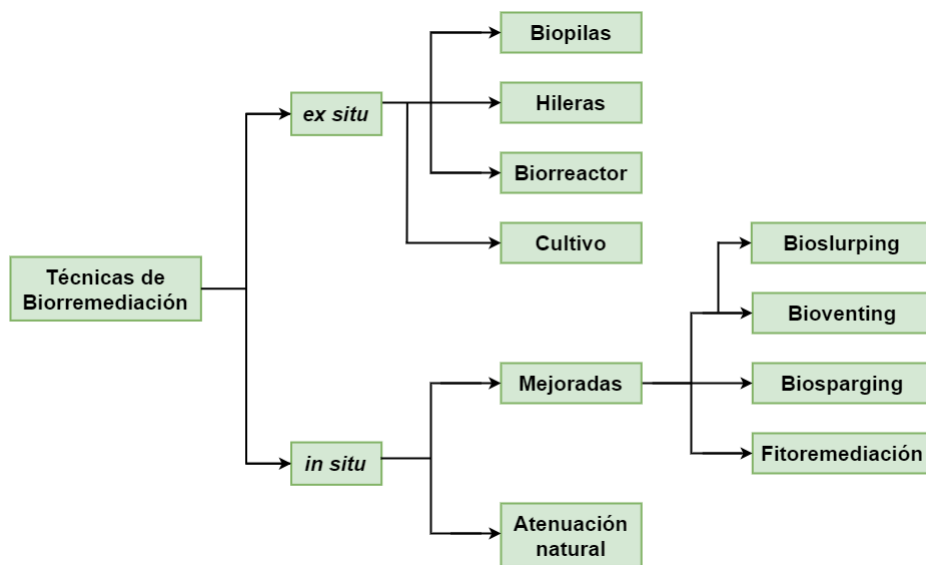 Técnicas de
Biorremediación
ex situ
Biopilas
Hileras
Biorreactor
Cultivo
in situ
Mejoradas
Bioslurping
Bioventing
Biosparging
Fitoremediación
Atenuación
natural